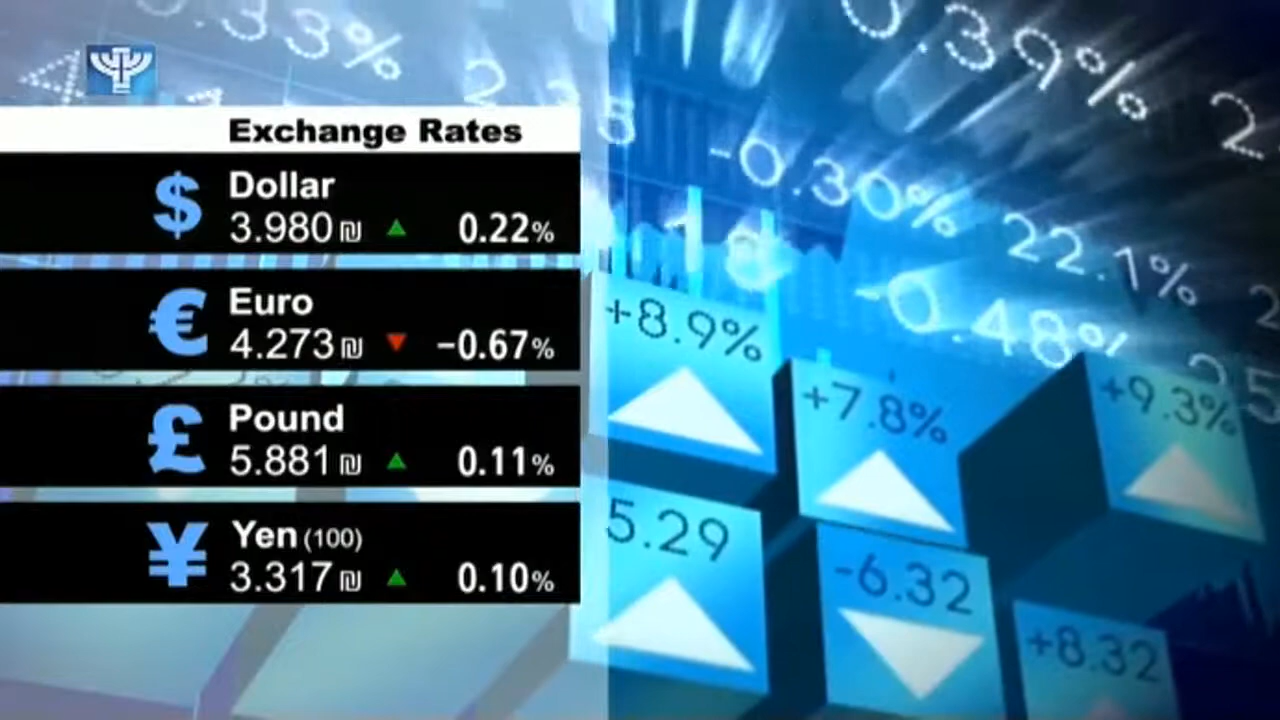 Exchange Rates
$ Dollar
3.980 ₪ ▲ 0.22%
€ Euro
4.273 ₪ ▼ −0.67%
£ Pound
5.881 ₪ ▲ 0.11%
¥ Yen (100)
3.317 ₪ ▲ 0.10%
0.39%
-0.30%
22.1%
-0.48%
+8.9%
+7.8%
+9.3%
5.29
-6.32
+8.32